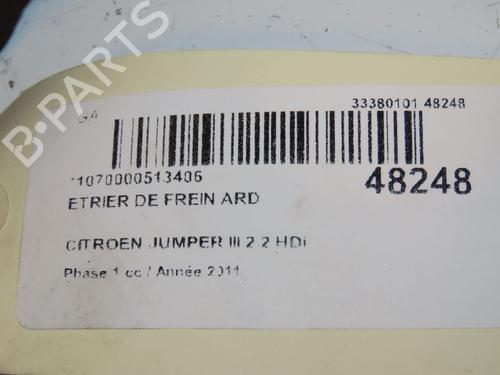 B-PARTS
33380101 48248
*1070000513406
48248
ETRIER DE FREIN ARD
CITROEN JUMPER III 2.2 HDi
Phase 1 cc / Année 2011